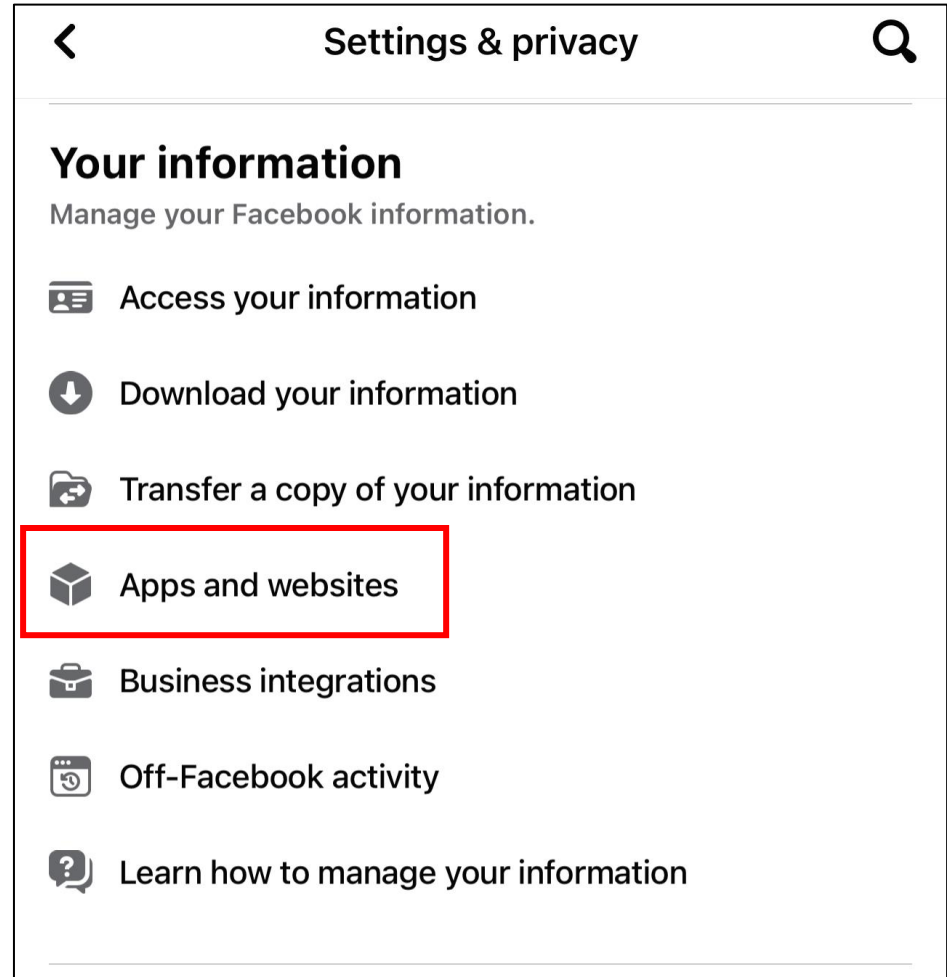 Settings & privacy
Your information
Manage your Facebook information.
Access your information
Download your information
Transfer a copy of your information
Apps and websites
Business integrations
Off-Facebook activity
Learn how to manage your information